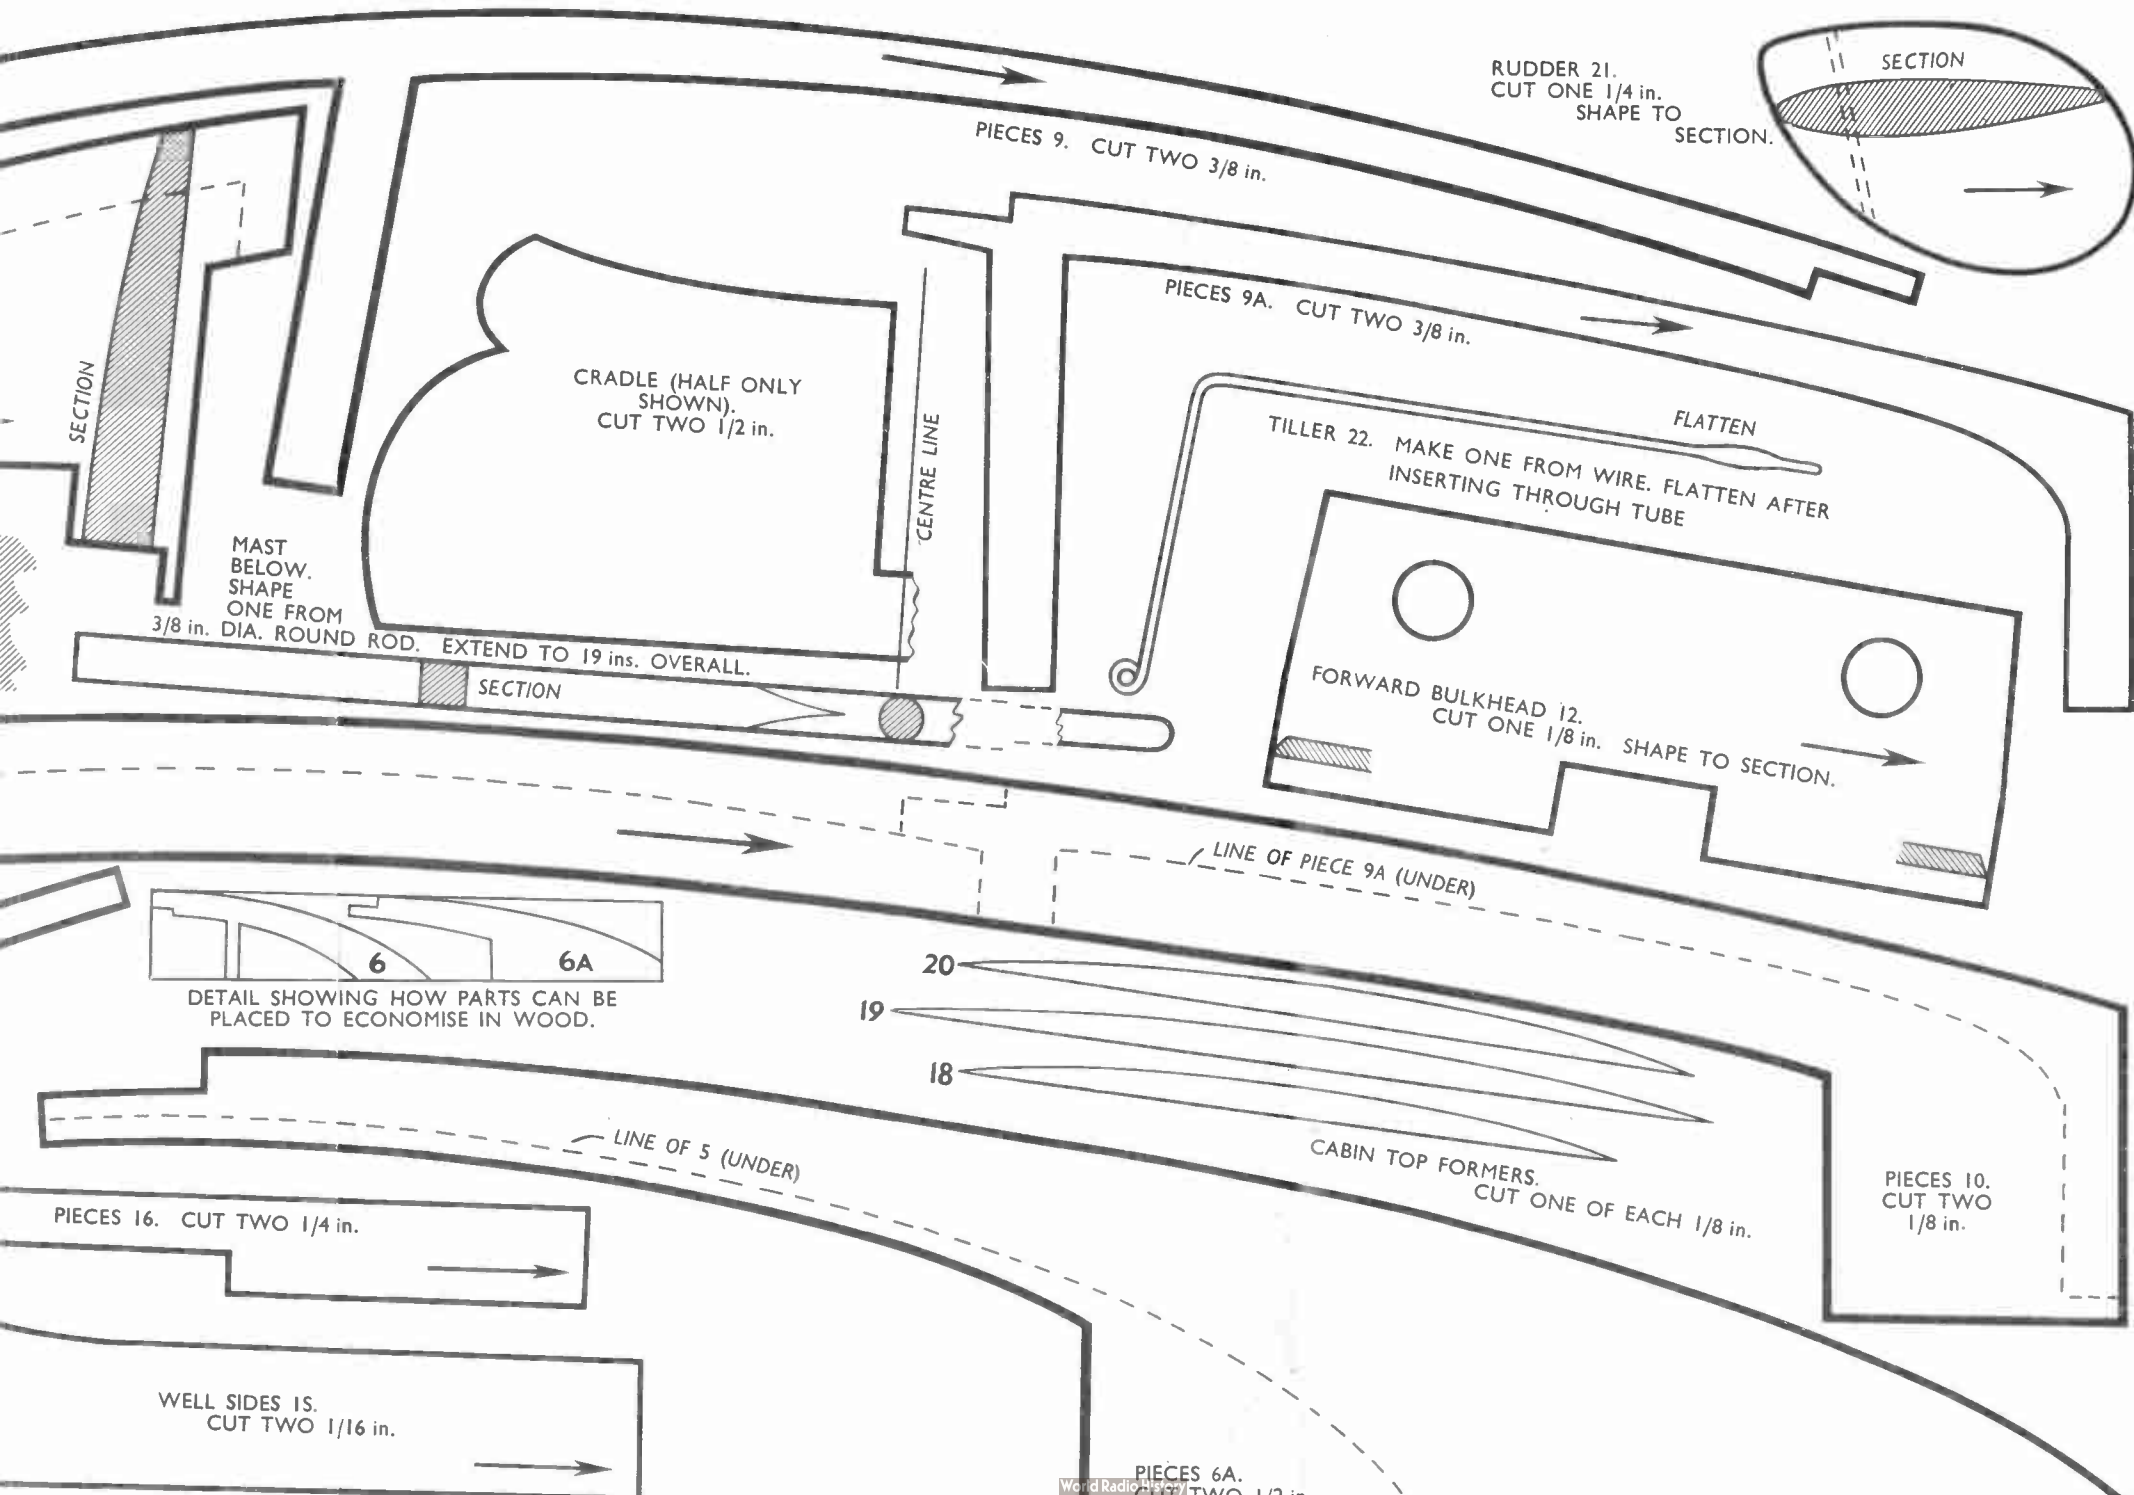 RUDDER 21.
CUT ONE 1/4 in.
SHAPE TO
SECTION.
SECTION
PIECES 9. CUT TWO 3/8 in.
PIECES 9A. CUT TWO 3/8 in.
SECTION
CRADLE (HALF ONLY
SHOWN).
CUT TWO 1/2 in.
CENTRE LINE
FLATTEN
TILLER 22. MAKE ONE FROM WIRE. FLATTEN AFTER
INSERTING THROUGH TUBE
MAST
BELOW.
SHAPE
ONE FROM
3/8 in. DIA. ROUND ROD. EXTEND TO 19 ins. OVERALL.
SECTION
FORWARD BULKHEAD 12.
CUT ONE 1/8 in. SHAPE TO SECTION.
LINE OF PIECE 9A (UNDER)
6
6A
DETAIL SHOWING HOW PARTS CAN BE
PLACED TO ECONOMISE IN WOOD.
20
19
18
CABIN TOP FORMERS.
CUT ONE OF EACH 1/8 in.
LINE OF 5 (UNDER)
PIECES 10.
CUT TWO
1/8 in.
PIECES 16. CUT TWO 1/4 in.
WELL SIDES 1S.
CUT TWO 1/16 in.
PIECES 6A.
CUT TWO 1/2 in
World Radio History